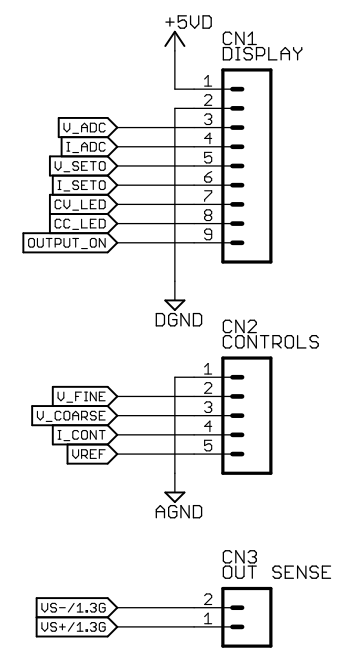 +5VD
CN1
DISPLAY
1
2
V_ADC 3
I_ADC 4
V_SETO 5
I_SETO 6
CV_LED 7
CC_LED 8
OUTPUT_ON 9
DGND
CN2
CONTROLS
1
V_FINE 2
V_COARSE 3
I_CONT 4
VREF 5
AGND
CN3
OUT SENSE
VS-/1.3G 2
VS+/1.3G 1